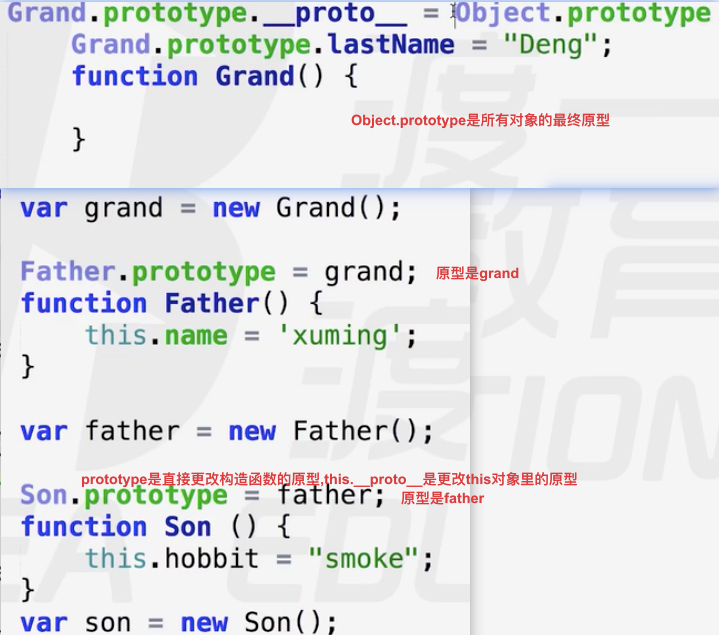 Grand.prototype.__proto__ = Object.prototype
Grand.prototype.lastName = "Deng";
function Grand() {
Object.prototype是所有对象的最终原型
}
var grand = new Grand();
Father.prototype = grand; 原型是grand
function Father() {
this.name = 'xuming';
}
var father = new Father();
prototype是直接更改构造函数的原型,this.__proto__是更改this对象里的原型
Son.prototype = father; 原型是father
function Son () {
this.hobbit = "smoke";
}
var son = new Son();